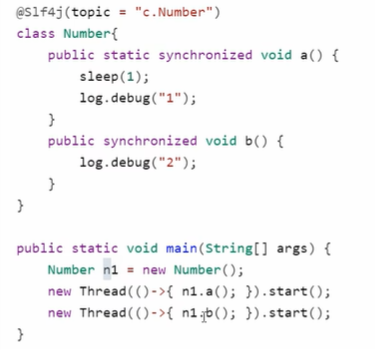 @Slf4j(topic = "c.Number")
class Number{
    public static synchronized void a() {
        sleep(1);
        log.debug("1");
    }
    public synchronized void b() {
        log.debug("2");
    }
}

public static void main(String[] args) {
    Number n1 = new Number();
    new Thread(()->{ n1.a(); }).start();
    new Thread(()->{ n1.b(); }).start();
}